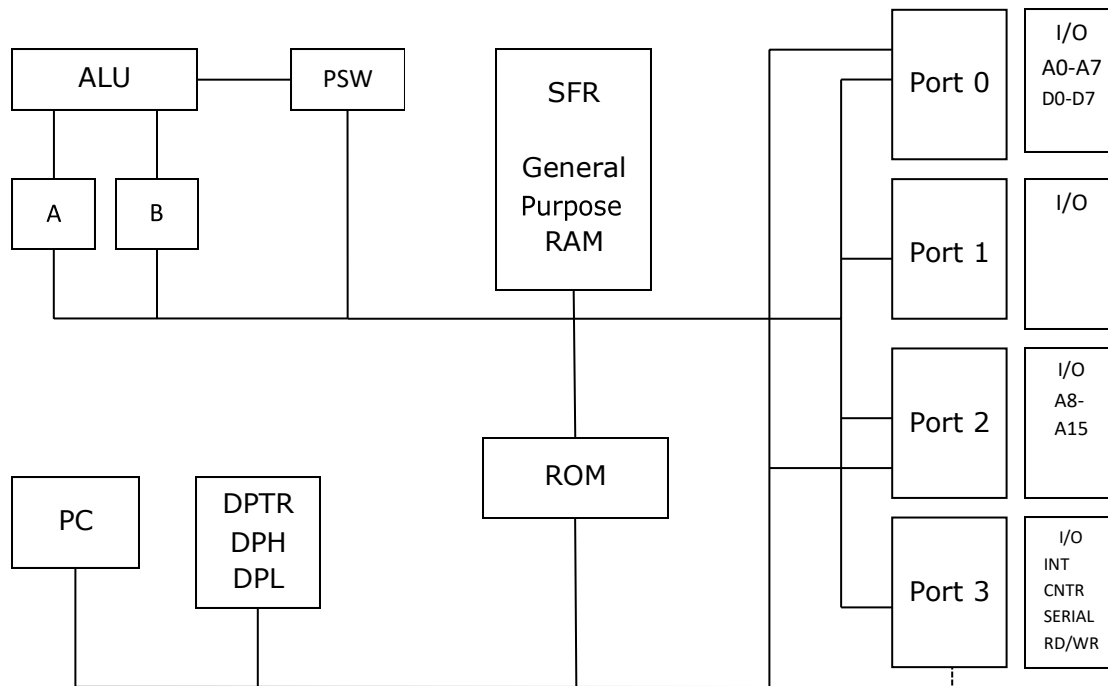 ALU
PSW
A
B
SFR
General
Purpose
RAM
ROM
PC
DPTR
DPH
DPL
Port 0
I/O
A0-A7
D0-D7
Port 1
I/O
Port 2
I/O
A8-
A15
Port 3
I/O
INT
CNTR
SERIAL
RD/WR